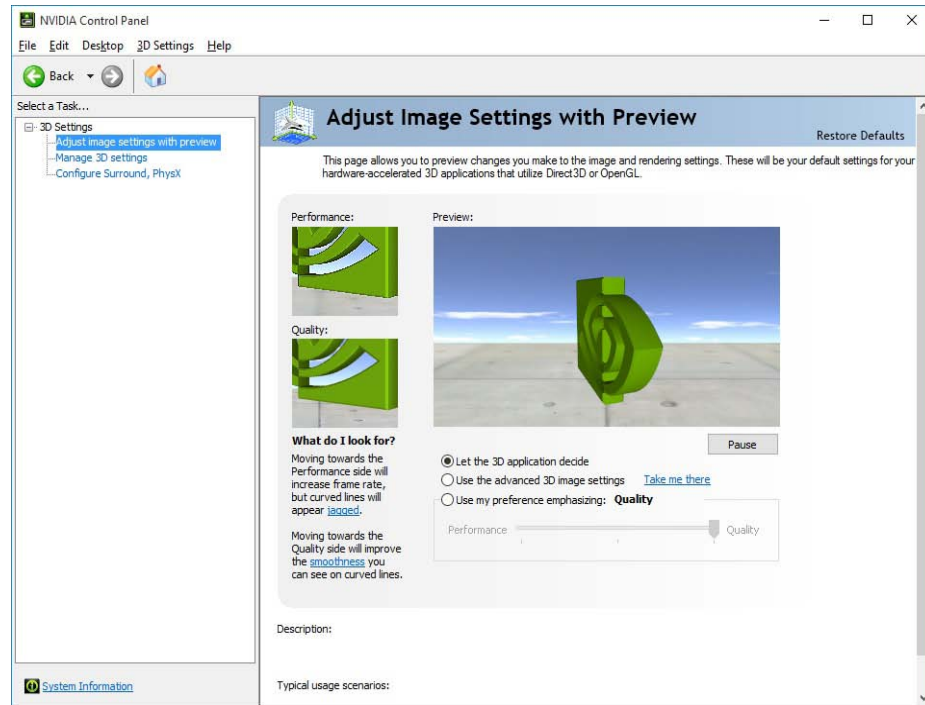 NVIDIA Control Panel
File Edit Desktop 3D Settings Help
Back
Select a Task...
3D Settings
Adjust image settings with preview
Manage 3D settings
Configure Surround, PhysX
System Information
Adjust Image Settings with Preview
Restore Defaults
This page allows you to preview changes you make to the image and rendering settings. These will be your default settings for your
hardware-accelerated 3D applications that utilize Direct3D or OpenGL.
Performance:
Quality:
What do I look for?
Moving towards the
Performance side will
increase frame rate,
but curved lines will
appear jagged.
Moving towards the
Quality side will improve
the smoothness you
can see on curved lines.
Preview:
Pause
Let the 3D application decide
Use the advanced 3D image settings Take me there
Use my preference emphasizing: Quality
Performance Quality
Description:
Typical usage scenarios: